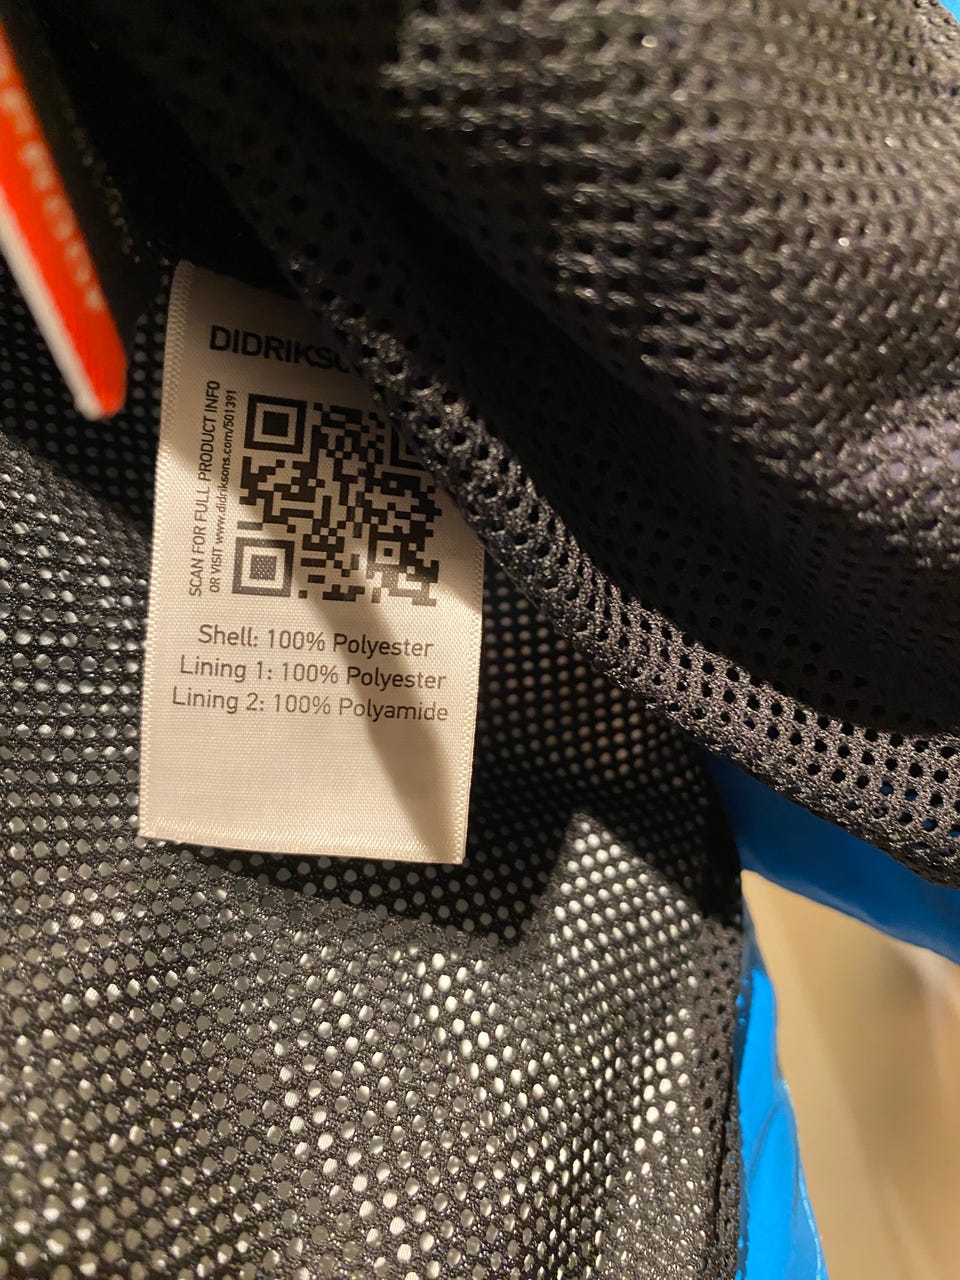 DIDRIKSO
SCAN FOR FULL PRODUCT INFO
OR VISIT www.didriksons.com/501391
Shell: 100% Polyester
Lining 1: 100% Polyester
Lining 2: 100% Polyamide